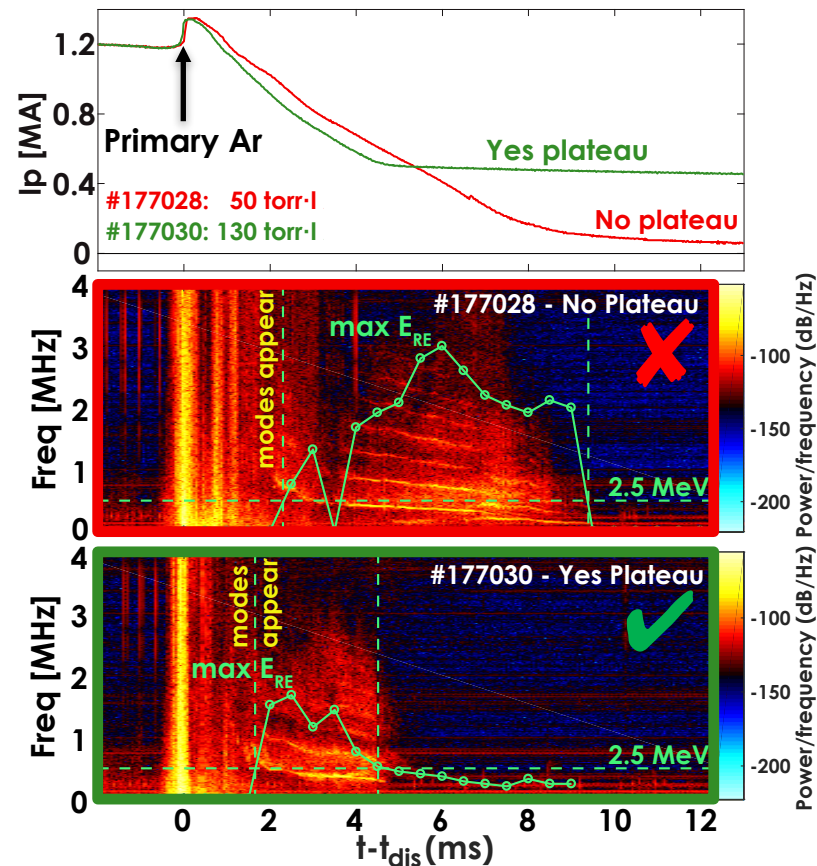 Ip [MA]
1.2
0.8
0.4
0
Primary Ar
Yes plateau
No plateau
#177028: 50 torr·l
#177030: 130 torr·l
Freq [MHz]
4
3
2
1
0
#177028 - No Plateau
modes appear
max E_RE
2.5 MeV
Power/frequency (dB/Hz)
-100
-150
-200
Freq [MHz]
4
3
2
1
0
#177030 - Yes Plateau
modes
appear
max E_RE
2.5 MeV
Power/frequency (dB/Hz)
-100
-150
-200
0 2 4 6 8 10 12
t-t_dis (ms)